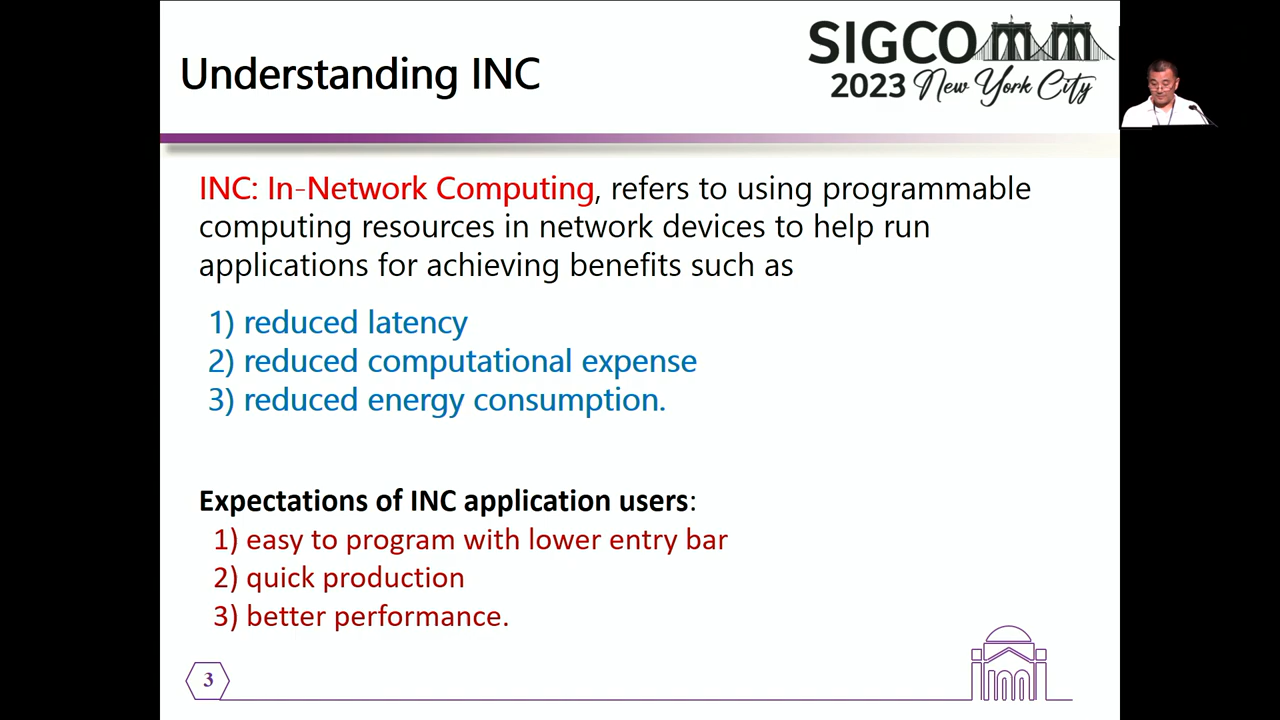 Understanding INC
SIGCOMM
2023 New York City
INC: In-Network Computing, refers to using programmable
computing resources in network devices to help run
applications for achieving benefits such as
1) reduced latency
2) reduced computational expense
3) reduced energy consumption.
Expectations of INC application users:
1) easy to program with lower entry bar
2) quick production
3) better performance.
3